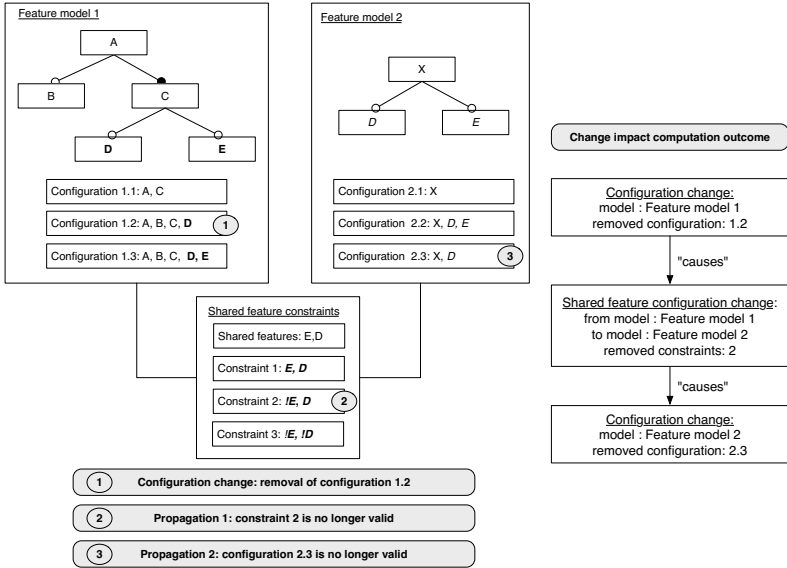 Feature model 1
A
B
C
D
E
Configuration 1.1: A, C
Configuration 1.2: A, B, C, D
1
Configuration 1.3: A, B, C, D, E
Feature model 2
X
D
E
Configuration 2.1: X
Configuration 2.2: X, D, E
Configuration 2.3: X, D
3
Shared feature constraints
Shared features: E,D
Constraint 1: E, D
Constraint 2: !E, D
2
Constraint 3: !E, !D
1 Configuration change: removal of configuration 1.2
2 Propagation 1: constraint 2 is no longer valid
3 Propagation 2: configuration 2.3 is no longer valid
Change impact computation outcome
Configuration change:
model : Feature model 1
removed configuration: 1.2
"causes"
Shared feature configuration change:
from model : Feature model 1
to model : Feature model 2
removed constraints: 2
"causes"
Configuration change:
model : Feature model 2
removed configuration: 2.3